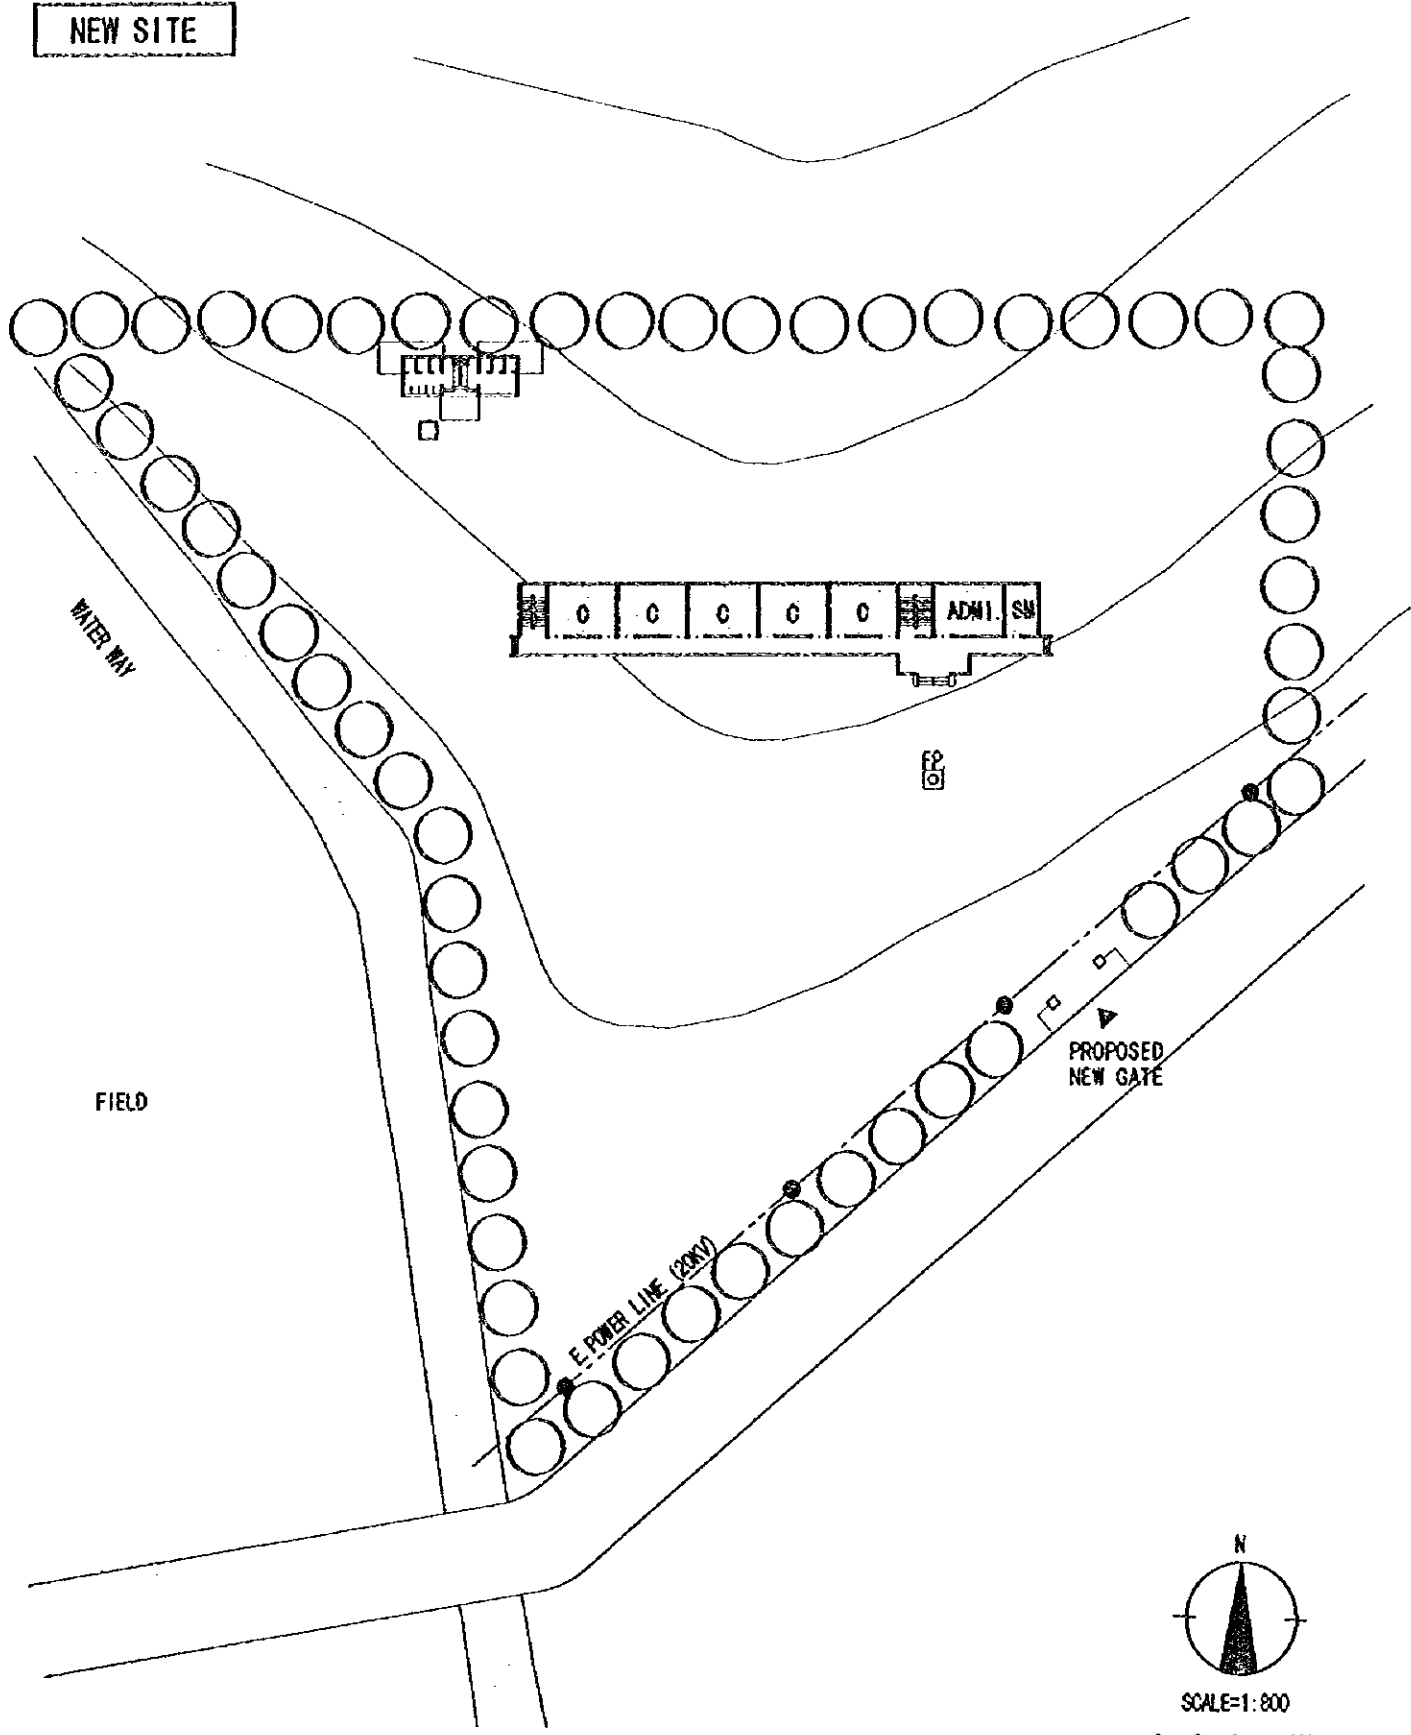 NEW SITE
C C C C C ADMI. SM
WATER WAY
FP.
PROPOSED
NEW GATE
FIELD
E.POWER LINE (20KV)
N
SCALE=1:800